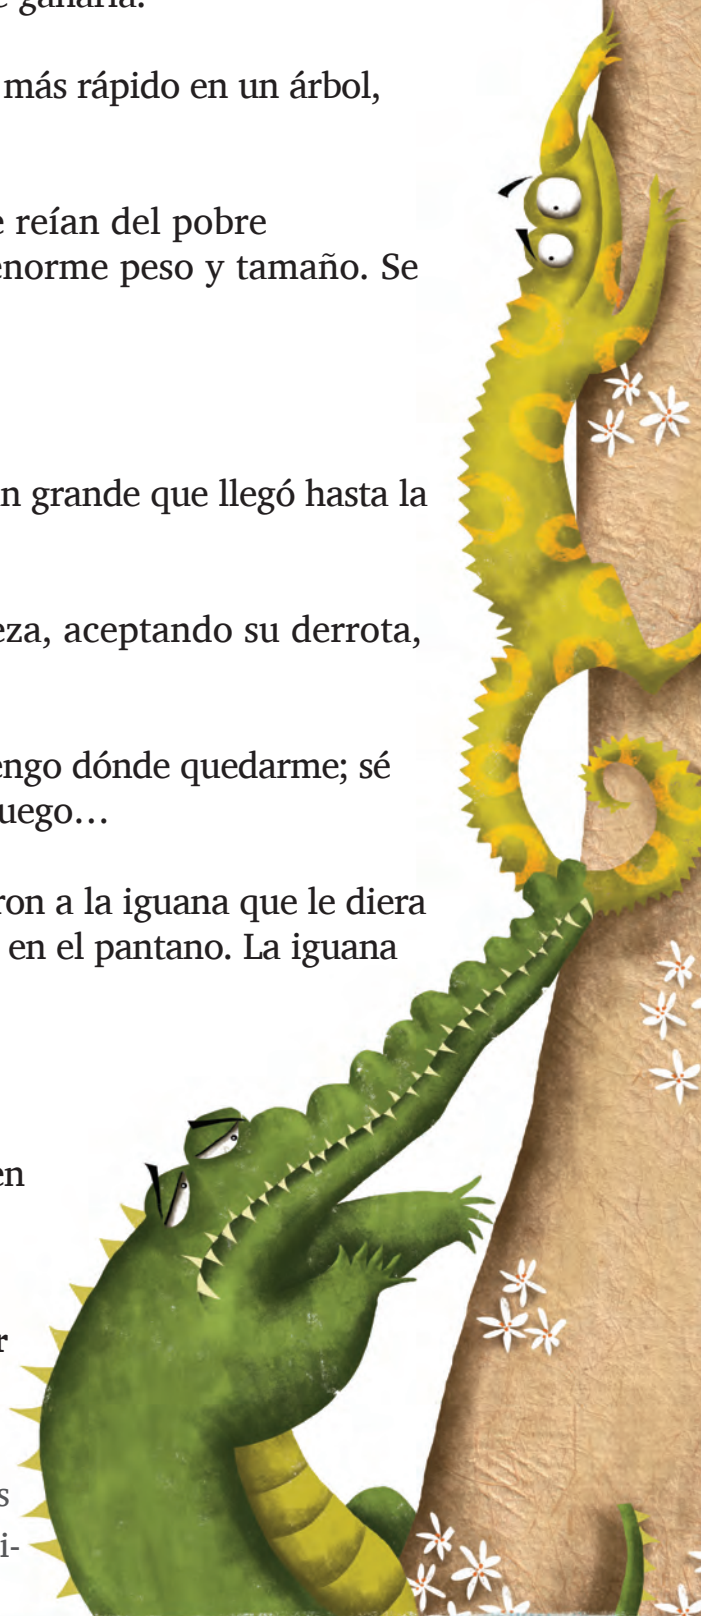 ganaría.
más rápido en un árbol,
e reían del pobre
enorme peso y tamaño. Se
n grande que llegó hasta la
eza, aceptando su derrota,
engo dónde quedarme; sé
uego…
ron a la iguana que le diera
en el pantano. La iguana
en
r
s
i-